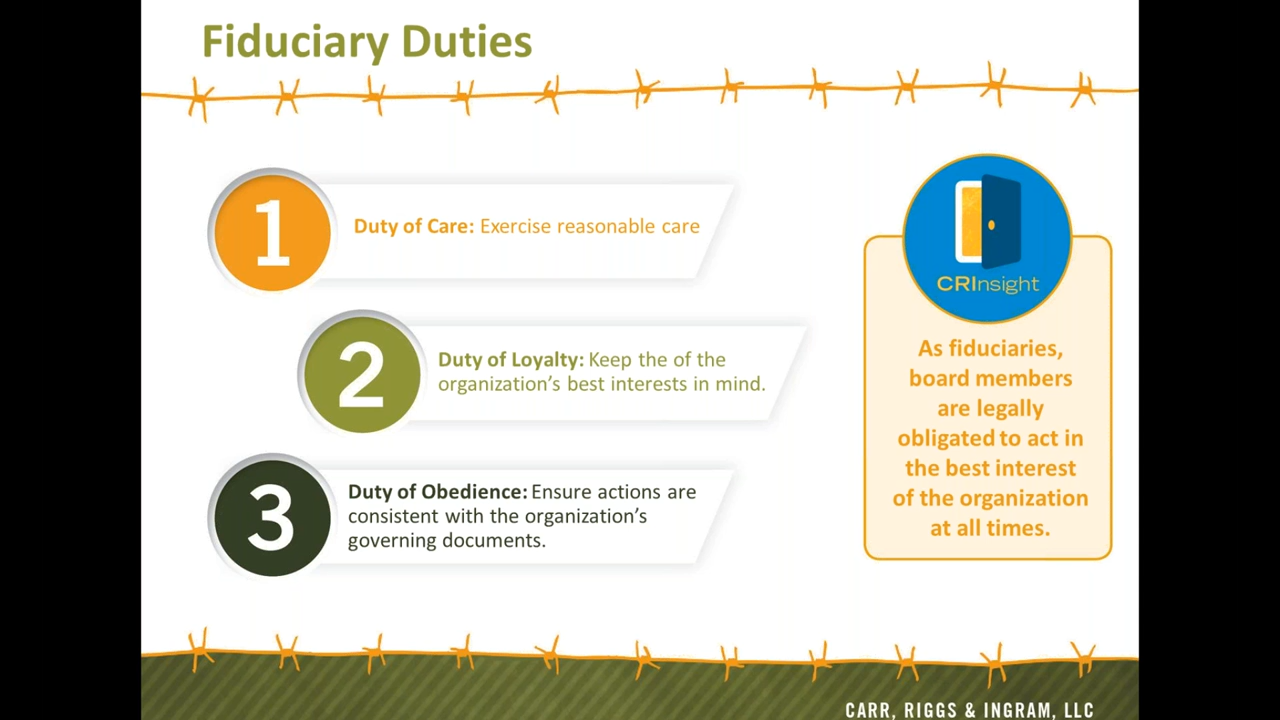 Fiduciary Duties
1
Duty of Care: Exercise reasonable care
2
Duty of Loyalty: Keep the of the
organization's best interests in mind.
3
Duty of Obedience: Ensure actions are
consistent with the organization's
governing documents.
CRInsight
As fiduciaries,
board members
are legally
obligated to act in
the best interest
of the organization
at all times.
CARR, RIGGS & INGRAM, LLC